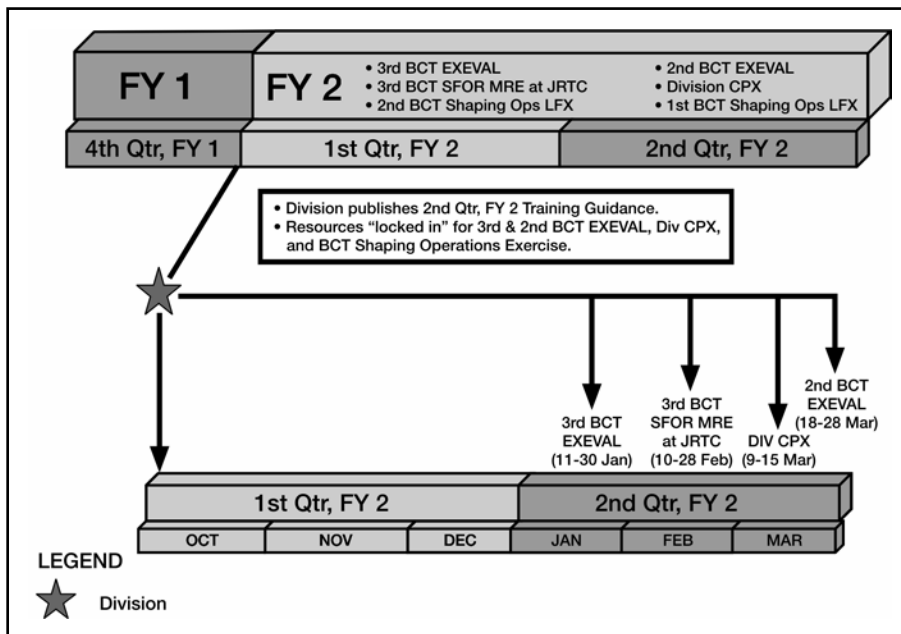 FY 1
FY 2
• 3rd BCT EXEVAL
• 3rd BCT SFOR MRE at JRTC
• 2nd BCT Shaping Ops LFX
• 2nd BCT EXEVAL
• Division CPX
• 1st BCT Shaping Ops LFX
4th Qtr, FY 1
1st Qtr, FY 2
2nd Qtr, FY 2
• Division publishes 2nd Qtr, FY 2 Training Guidance.
• Resources “locked in” for 3rd & 2nd BCT EXEVAL, Div CPX,
and BCT Shaping Operations Exercise.
3rd BCT
EXEVAL
(11-30 Jan)
3rd BCT
SFOR MRE
at JRTC
(10-28 Feb)
DIV CPX
(9-15 Mar)
2nd BCT
EXEVAL
(18-28 Mar)
1st Qtr, FY 2
2nd Qtr, FY 2
OCT
NOV
DEC
JAN
FEB
MAR
LEGEND
Division